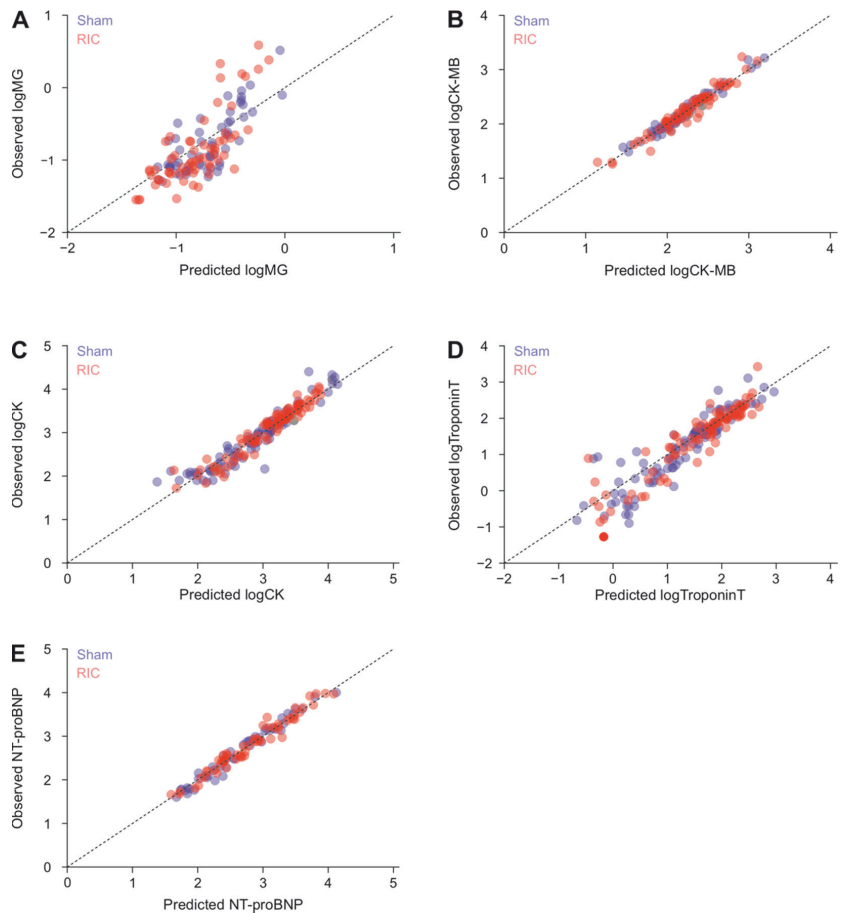 A
Sham
RIC
1
0
−1
−2
Observed logMG
−2
−1
0
1
Predicted logMG
B
Sham
RIC
4
3
2
1
0
Observed logCK-MB
0
1
2
3
4
Predicted logCK-MB
C
Sham
RIC
5
4
3
2
1
0
Observed logCK
0
1
2
3
4
5
Predicted logCK
D
Sham
RIC
4
3
2
1
0
−1
−2
Observed logTroponinT
−2
−1
0
1
2
3
4
Predicted logTroponinT
E
Sham
RIC
5
4
3
2
1
0
Observed NT-proBNP
0
1
2
3
4
5
Predicted NT-proBNP